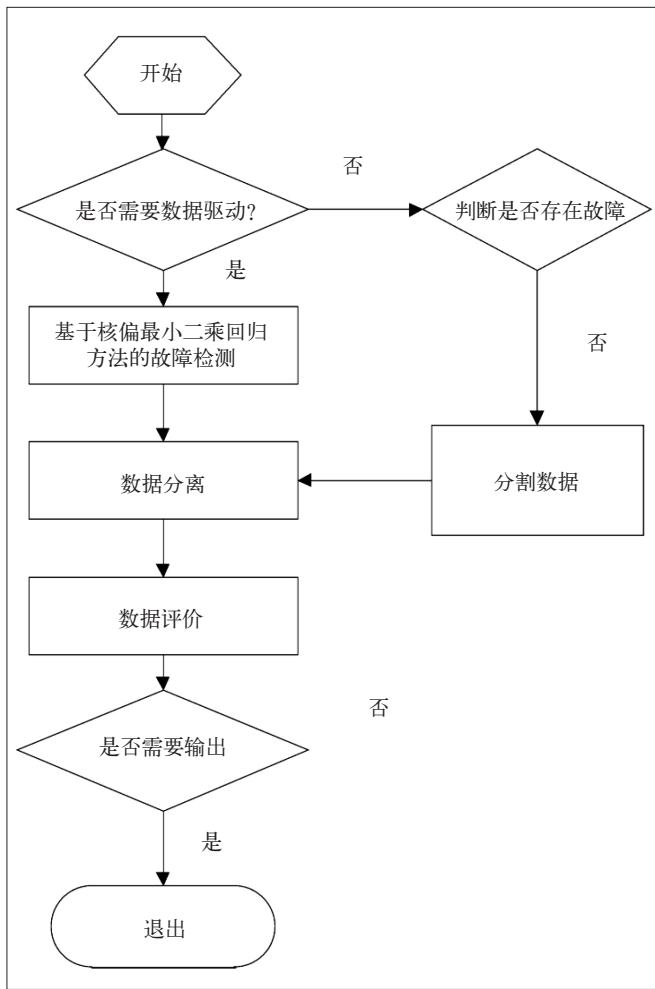 开始
否
是否需要数据驱动?
判断是否存在故障
是
基于核偏最小二乘回归
方法的故障检测
否
数据分离
分割数据
数据评价
否
是否需要输出
是
退出